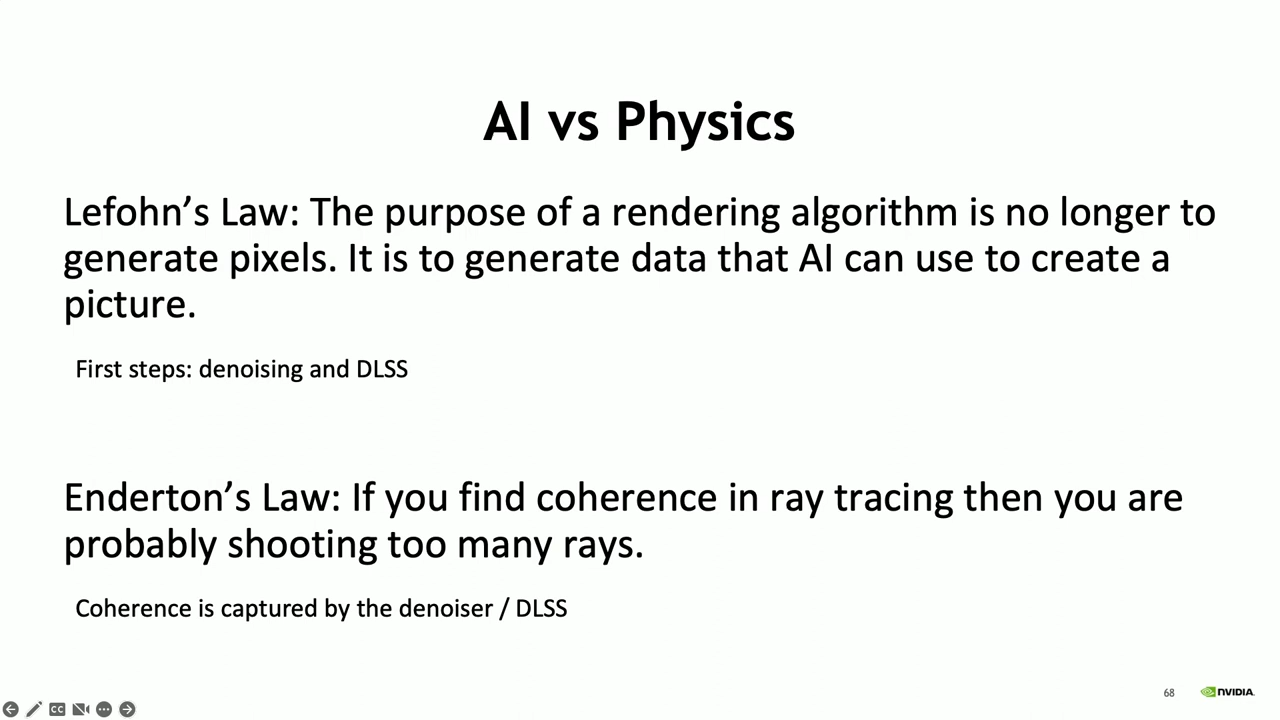 AI vs Physics
Lefohn’s Law: The purpose of a rendering algorithm is no longer to
generate pixels. It is to generate data that AI can use to create a
picture.
First steps: denoising and DLSS
Enderton’s Law: If you find coherence in ray tracing then you are
probably shooting too many rays.
Coherence is captured by the denoiser / DLSS
68
NVIDIA.
CC